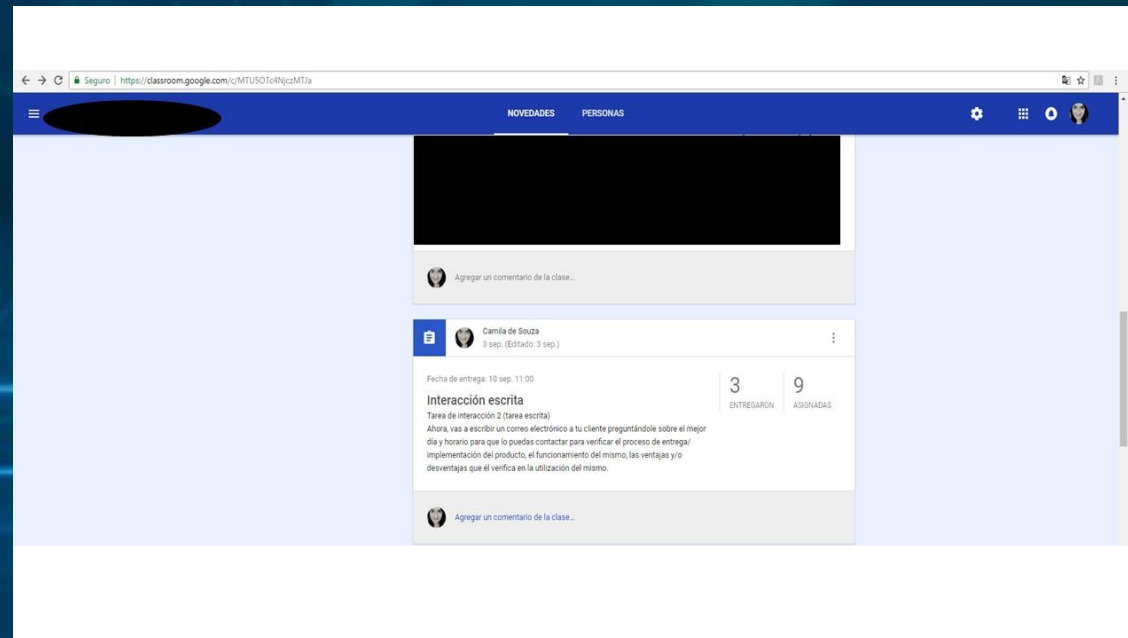 Seguro | https://classroom.google.com/c/MTU5OTc4NjczMTJa
NOVEDADES PERSONAS
Agregar un comentario de la clase...
Camila de Souza
3 sep. (Editado: 3 sep.)
Fecha de entrega: 10 sep. 11:00
Interacción escrita
Tarea de interacción 2 (tarea escrita)
Ahora, vas a escribir un correo electrónico a tu cliente preguntándole sobre el mejor
día y horario para que lo puedas contactar para verificar el proceso de entrega/
implementación del producto, el funcionamiento del mismo, las ventajas y/o
desventajas que él verifica en la utilización del mismo.
3 9
ENTREGARON ASIGNADAS
Agregar un comentario de la clase...